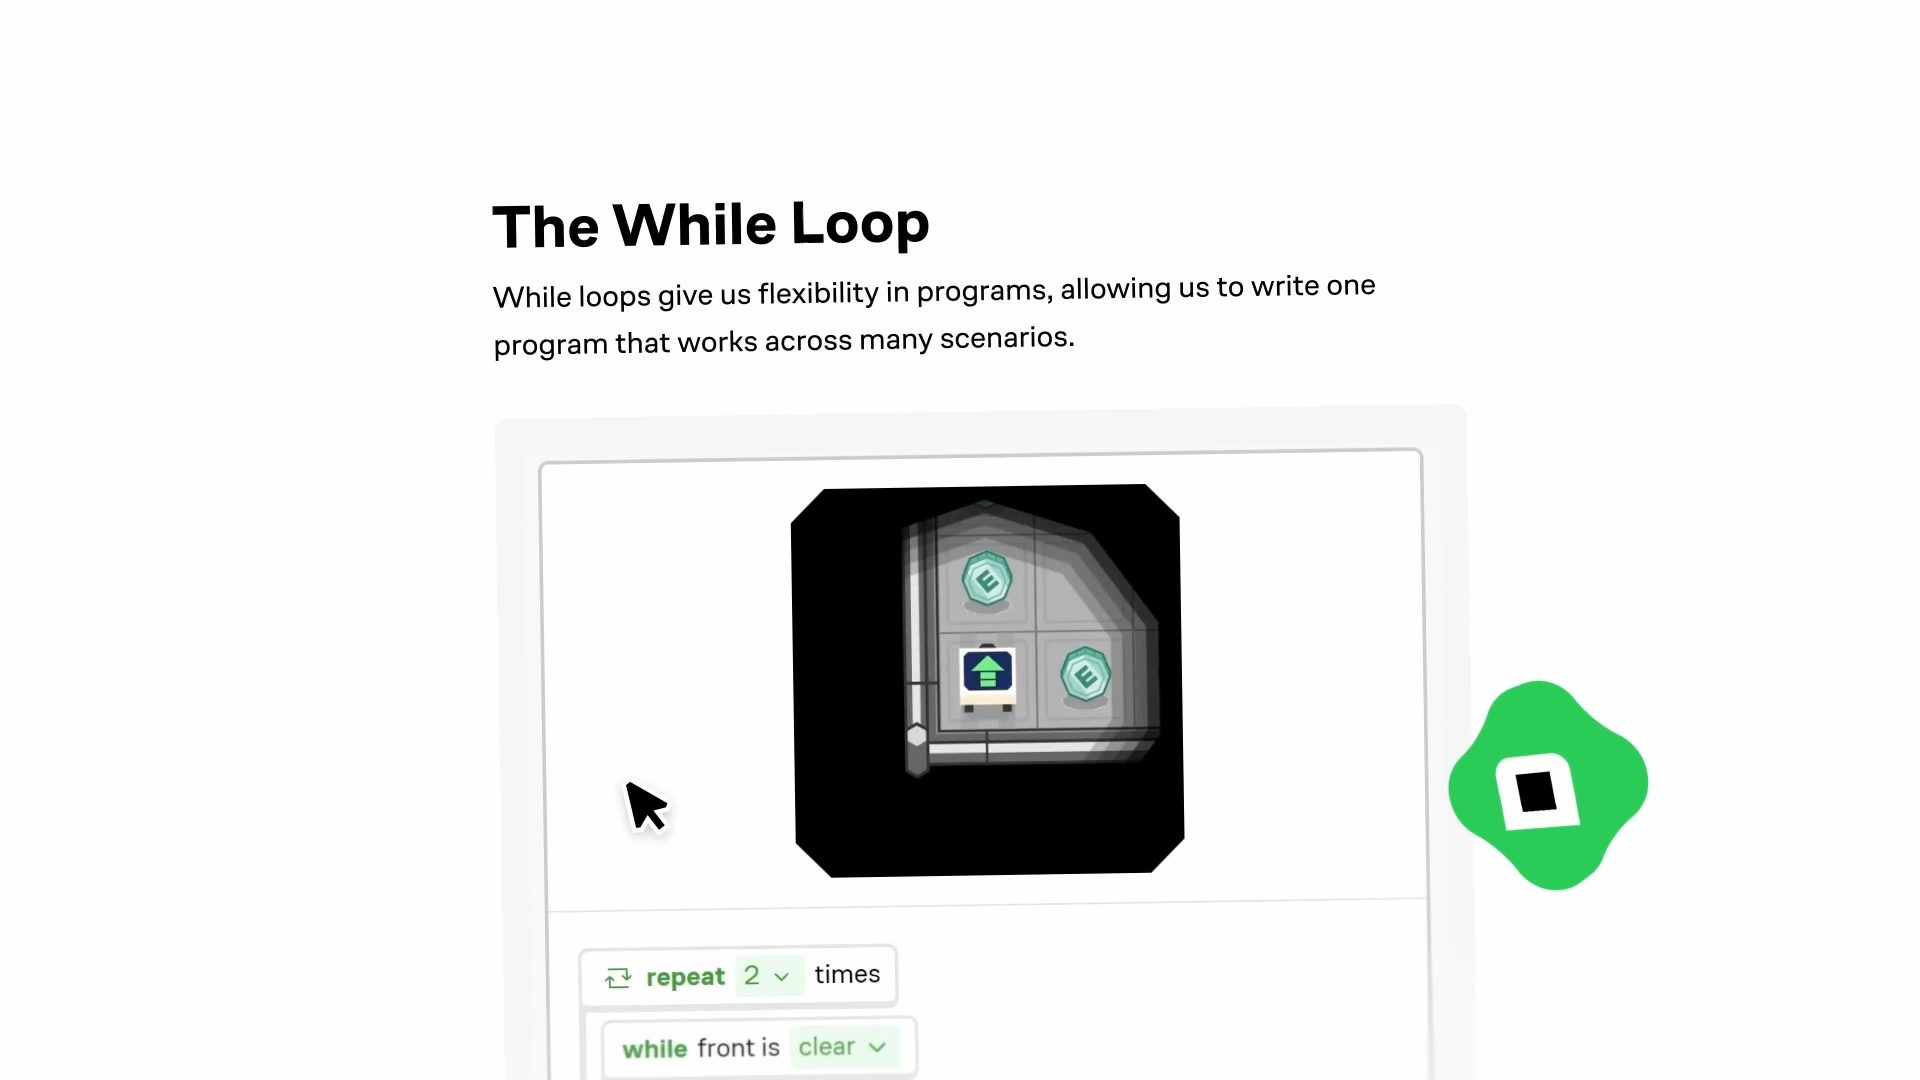 The While Loop
While loops give us flexibility in programs, allowing us to write one
program that works across many scenarios.
E
E
repeat 2 times
while front is clear